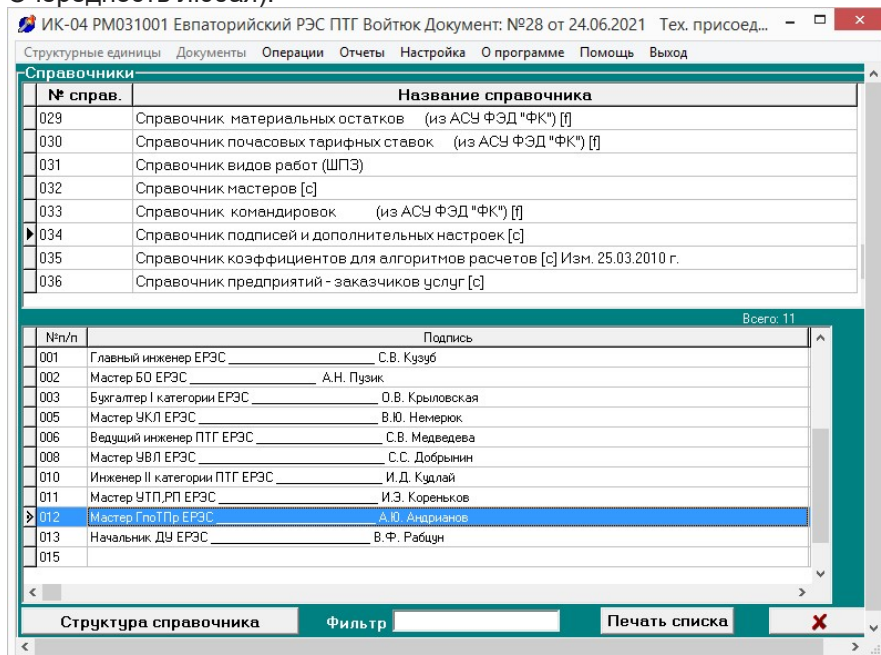 Очередность любая).
ИК-04 РМ031001 Евпаторийский РЭС ПТГ Войтюк Документ: №28 от 24.06.2021 Тех. присоед...
Структурные единицы Документы Операции Отчеты Настройка О программе Помощь Выход
Справочники
№ справ. Название справочника
029 Справочник материальных остатков (из АСУ ФЭД "ФК") [f]
030 Справочник почасовых тарифных ставок (из АСУ ФЭД "ФК") [f]
031 Справочник видов работ (ШПЗ)
032 Справочник мастеров [c]
033 Справочник командировок (из АСУ ФЭД "ФК") [f]
034 Справочник подписей и дополнительных настроек [c]
035 Справочник коэффициентов для алгоритмов расчетов [c] Изм. 25.03.2010 г.
036 Справочник предприятий - заказчиков услуг [c]
Всего: 11
№п/п Подпись
001 Главный инженер ЕРЭС ____________________ С.В. Кузуб
002 Мастер БО ЕРЭС ____________________ А.Н. Пузик
003 Бухгалтер I категории ЕРЭС ____________________ О.В. Крыловская
005 Мастер УКЛ ЕРЭС ____________________ В.Ю. Немерюк
006 Ведущий инженер ПТГ ЕРЭС ____________________ С.В. Медведева
008 Мастер УВЛ ЕРЭС ____________________ С.С. Добрынин
010 Инженер II категории ПТГ ЕРЭС ____________________ И.Д. Кудлай
011 Мастер УТП,РП ЕРЭС ____________________ И.Э. Кореньков
012 Мастер ГпоТПр ЕРЭС ____________________ А.Ю. Андрианов
013 Начальник ДУ ЕРЭС ____________________ В.Ф. Рабцун
015
Структура справочника Фильтр Печать списка